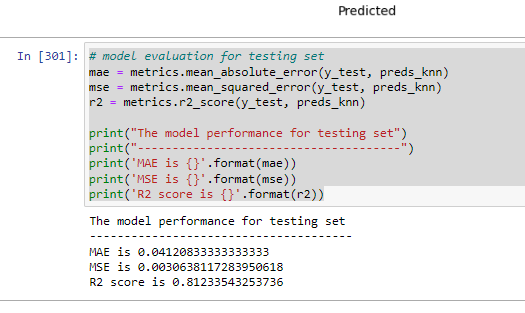 Predicted
In [301]: # model evaluation for testing set
mae = metrics.mean_absolute_error(y_test, preds_knn)
mse = metrics.mean_squared_error(y_test, preds_knn)
r2 = metrics.r2_score(y_test, preds_knn)
print("The model performance for testing set")
print("--------------------------------------")
print('MAE is {}'.format(mae))
print('MSE is {}'.format(mse))
print('R2 score is {}'.format(r2))
The model performance for testing set
--------------------------------------
MAE is 0.04120833333333333
MSE is 0.0030638117283950618
R2 score is 0.81233543253736